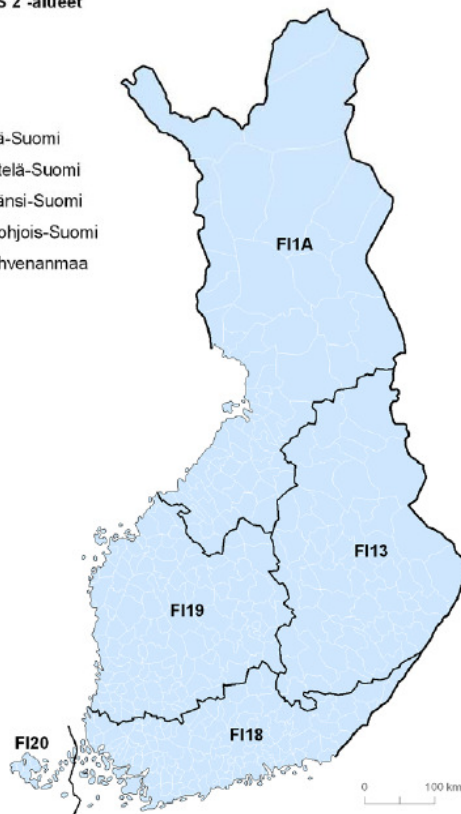 S 2 -alueet
ä-Suomi
telä-Suomi
änsi-Suomi
ohjois-Suomi
hvenanmaa
FI1A
FI13
FI19
FI18
FI20
0 100 km